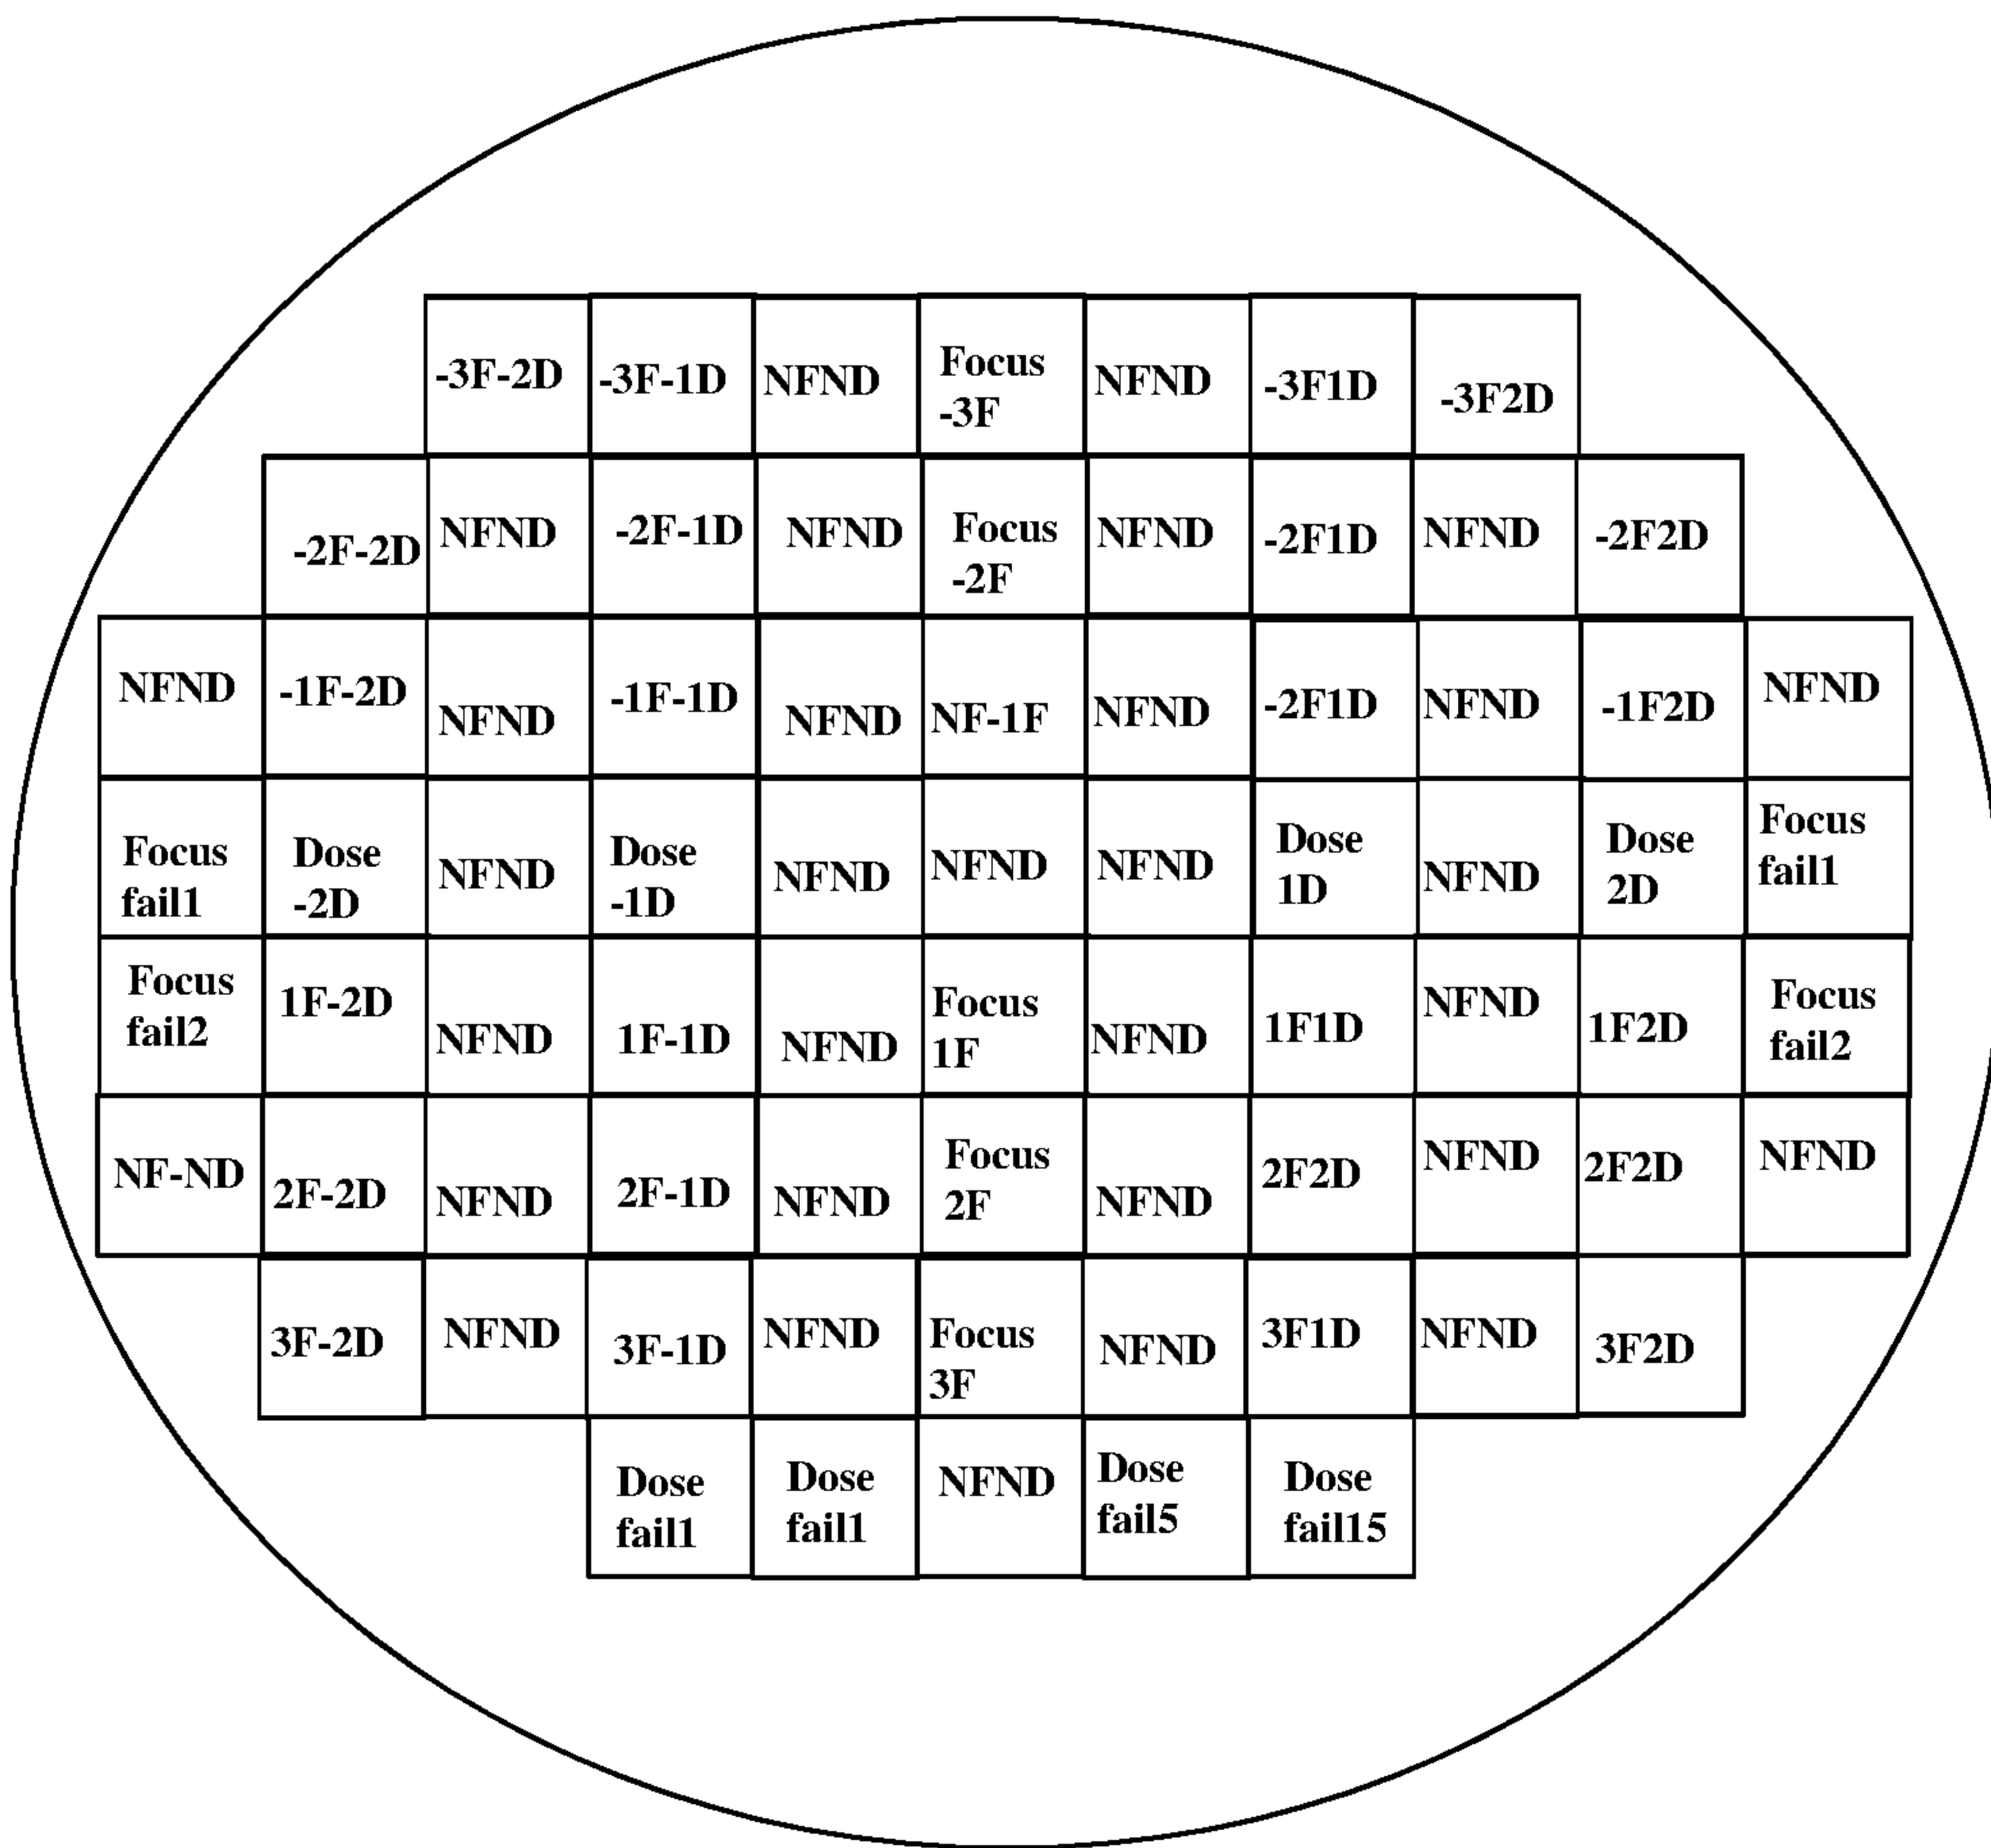 -3F-2D -3F-1D NFND Focus -3F NFND -3F1D -3F2D
-2F-2D NFND -2F-1D NFND Focus -2F NFND -2F1D NFND -2F2D
NFND -1F-2D NFND -1F-1D NFND NF-1F NFND -2F1D NFND -1F2D NFND
Focus fail1 Dose -2D NFND Dose -1D NFND NFND NFND Dose 1D NFND Dose 2D Focus fail1
Focus fail2 1F-2D NFND 1F-1D NFND Focus 1F NFND 1F1D NFND 1F2D Focus fail2
NF-ND 2F-2D NFND 2F-1D NFND Focus 2F NFND 2F2D NFND 2F2D NFND
3F-2D NFND 3F-1D NFND Focus 3F NFND 3F1D NFND 3F2D
Dose fail1 Dose fail1 NFND Dose fail5 Dose fail15